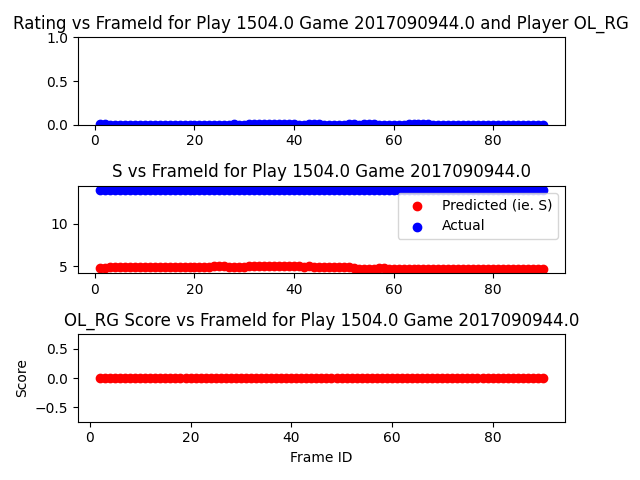 Rating vs FrameId for Play 1504.0 Game 2017090944.0 and Player OL_RG
1.0
0.5
0.0
0 20 40 60 80
S vs FrameId for Play 1504.0 Game 2017090944.0
10
5
Predicted (ie. S)
Actual
0 20 40 60 80
OL_RG Score vs FrameId for Play 1504.0 Game 2017090944.0
Score
0.5
0.0
−0.5
0 20 40 60 80
Frame ID